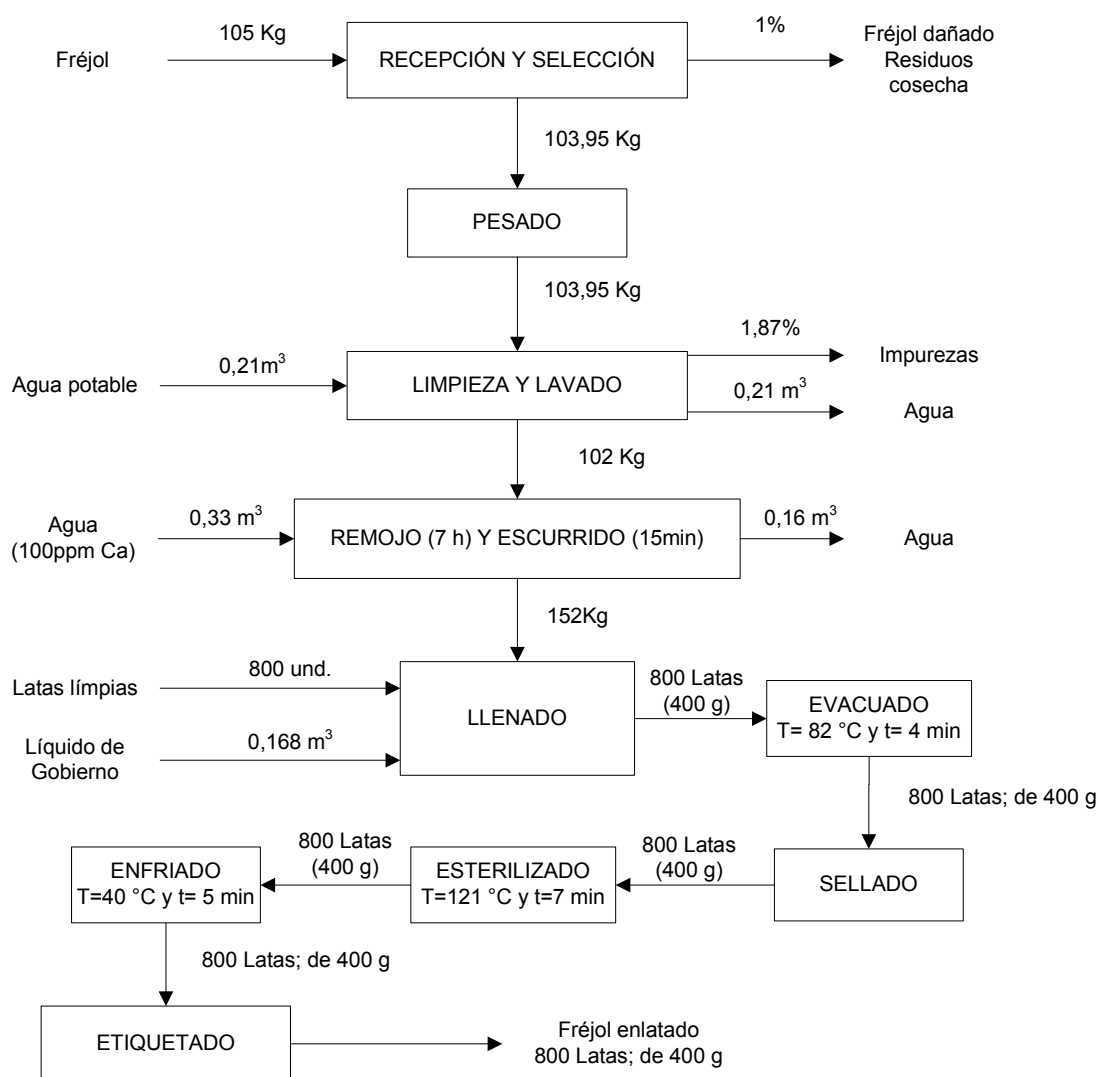 105 Kg
1%
Fréjol
RECEPCIÓN Y SELECCIÓN
Fréjol dañado
Residuos
cosecha
103,95 Kg
PESADO
103,95 Kg
1,87%
Impurezas
Agua potable
0,21m³
LIMPIEZA Y LAVADO
0,21 m³
Agua
102 Kg
Agua
(100ppm Ca)
0,33 m³
REMOJO (7 h) Y ESCURRIDO (15min)
0,16 m³
Agua
152Kg
Latas límpias
800 und.
LLENADO
Líquido de
Gobierno
0,168 m³
800 Latas
(400 g)
EVACUADO
T= 82 °C y t= 4 min
800 Latas; de 400 g
SELLADO
800 Latas
(400 g)
ESTERILIZADO
T=121 °C y t=7 min
800 Latas
(400 g)
ENFRIADO
T=40 °C y t= 5 min
800 Latas; de 400 g
ETIQUETADO
Fréjol enlatado
800 Latas; de 400 g